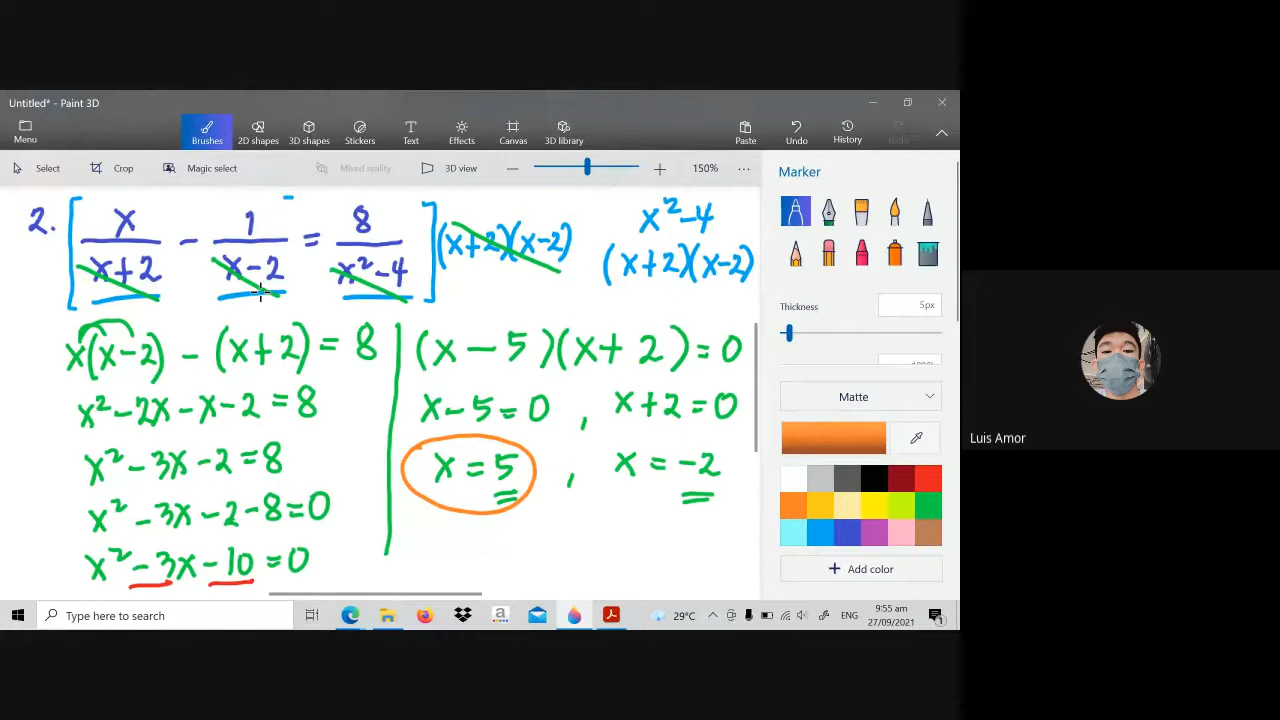 Untitled* - Paint 3D
Menu
Brushes
2D shapes
3D shapes
Stickers
Text
Effects
Canvas
3D library
Paste
Undo
History
Redo
Select
Crop
Magic select
Mixed reality
3D view
150%
Marker
2. [ x/(x+2) - 1/(x-2) = 8/(x²-4) ] (x+2)(x-2)
x²-4
(x+2)(x-2)
x(x-2) - (x+2) = 8
x²-2x-x-2=8
x²-3x-2=8
x²-3x-2-8=0
x²-3x-10=0
(x-5)(x+2)=0
x-5=0 , x+2=0
x=5 , x=-2
Thickness
5px
Matte
Add color
Luis Amor
Type here to search
29°C
ENG
9:55 am
27/09/2021